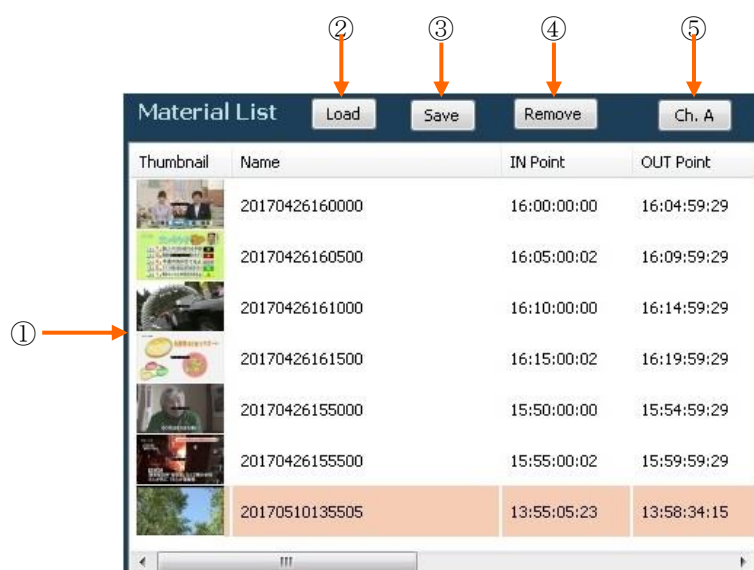 ② ③ ④ ⑤
Material List Load Save Remove Ch. A
Thumbnail Name IN Point OUT Point
20170426160000 16:00:00:00 16:04:59:29
20170426160500 16:05:00:02 16:09:59:29
20170426161000 16:10:00:00 16:14:59:29
①
20170426161500 16:15:00:02 16:19:59:29
20170426155000 15:50:00:00 15:54:59:29
20170426155500 15:55:00:02 15:59:59:29
20170510135505 13:55:05:23 13:58:34:15